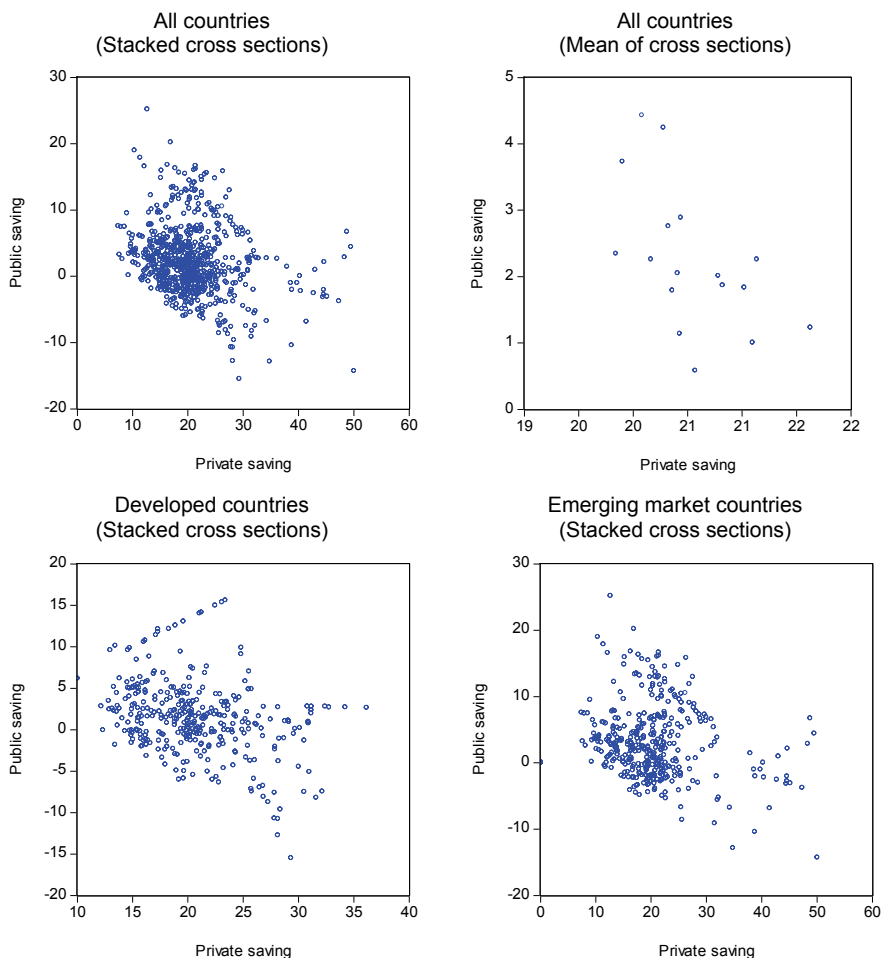 All countries
(Stacked cross sections)
30
20
10
0
-10
-20
0 10 20 30 40 50 60
Public saving
Private saving
All countries
(Mean of cross sections)
5
4
3
2
1
0
19 20 20 21 21 22 22
Public saving
Private saving
Developed countries
(Stacked cross sections)
20
15
10
5
0
-5
-10
-15
-20
10 15 20 25 30 35 40
Public saving
Private saving
Emerging market countries
(Stacked cross sections)
30
20
10
0
-10
-20
0 10 20 30 40 50 60
Public saving
Private saving